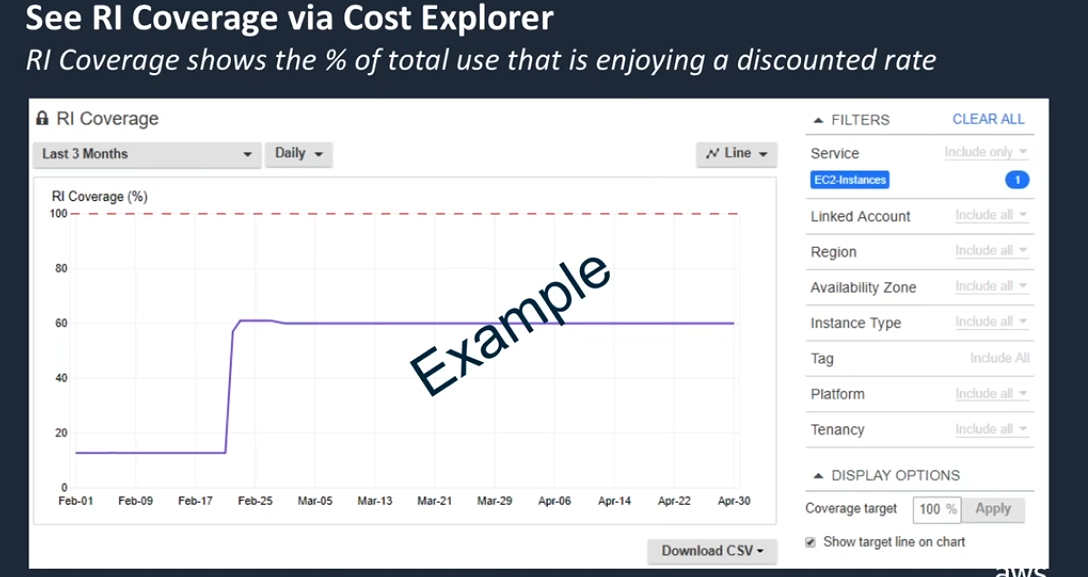 See RI Coverage via Cost Explorer
RI Coverage shows the % of total use that is enjoying a discounted rate
RI Coverage
Last 3 Months
Daily
Line
RI Coverage (%)
100
80
60
40
20
0
Feb-01 Feb-09 Feb-17 Feb-25 Mar-05 Mar-13 Mar-21 Mar-29 Apr-06 Apr-14 Apr-22 Apr-30
Example
Download CSV
FILTERS CLEAR ALL
Service Include only
EC2-Instances 1
Linked Account Include all
Region Include all
Availability Zone Include all
Instance Type Include all
Tag Include All
Platform Include all
Tenancy Include all
DISPLAY OPTIONS
Coverage target 100 % Apply
Show target line on chart
aws